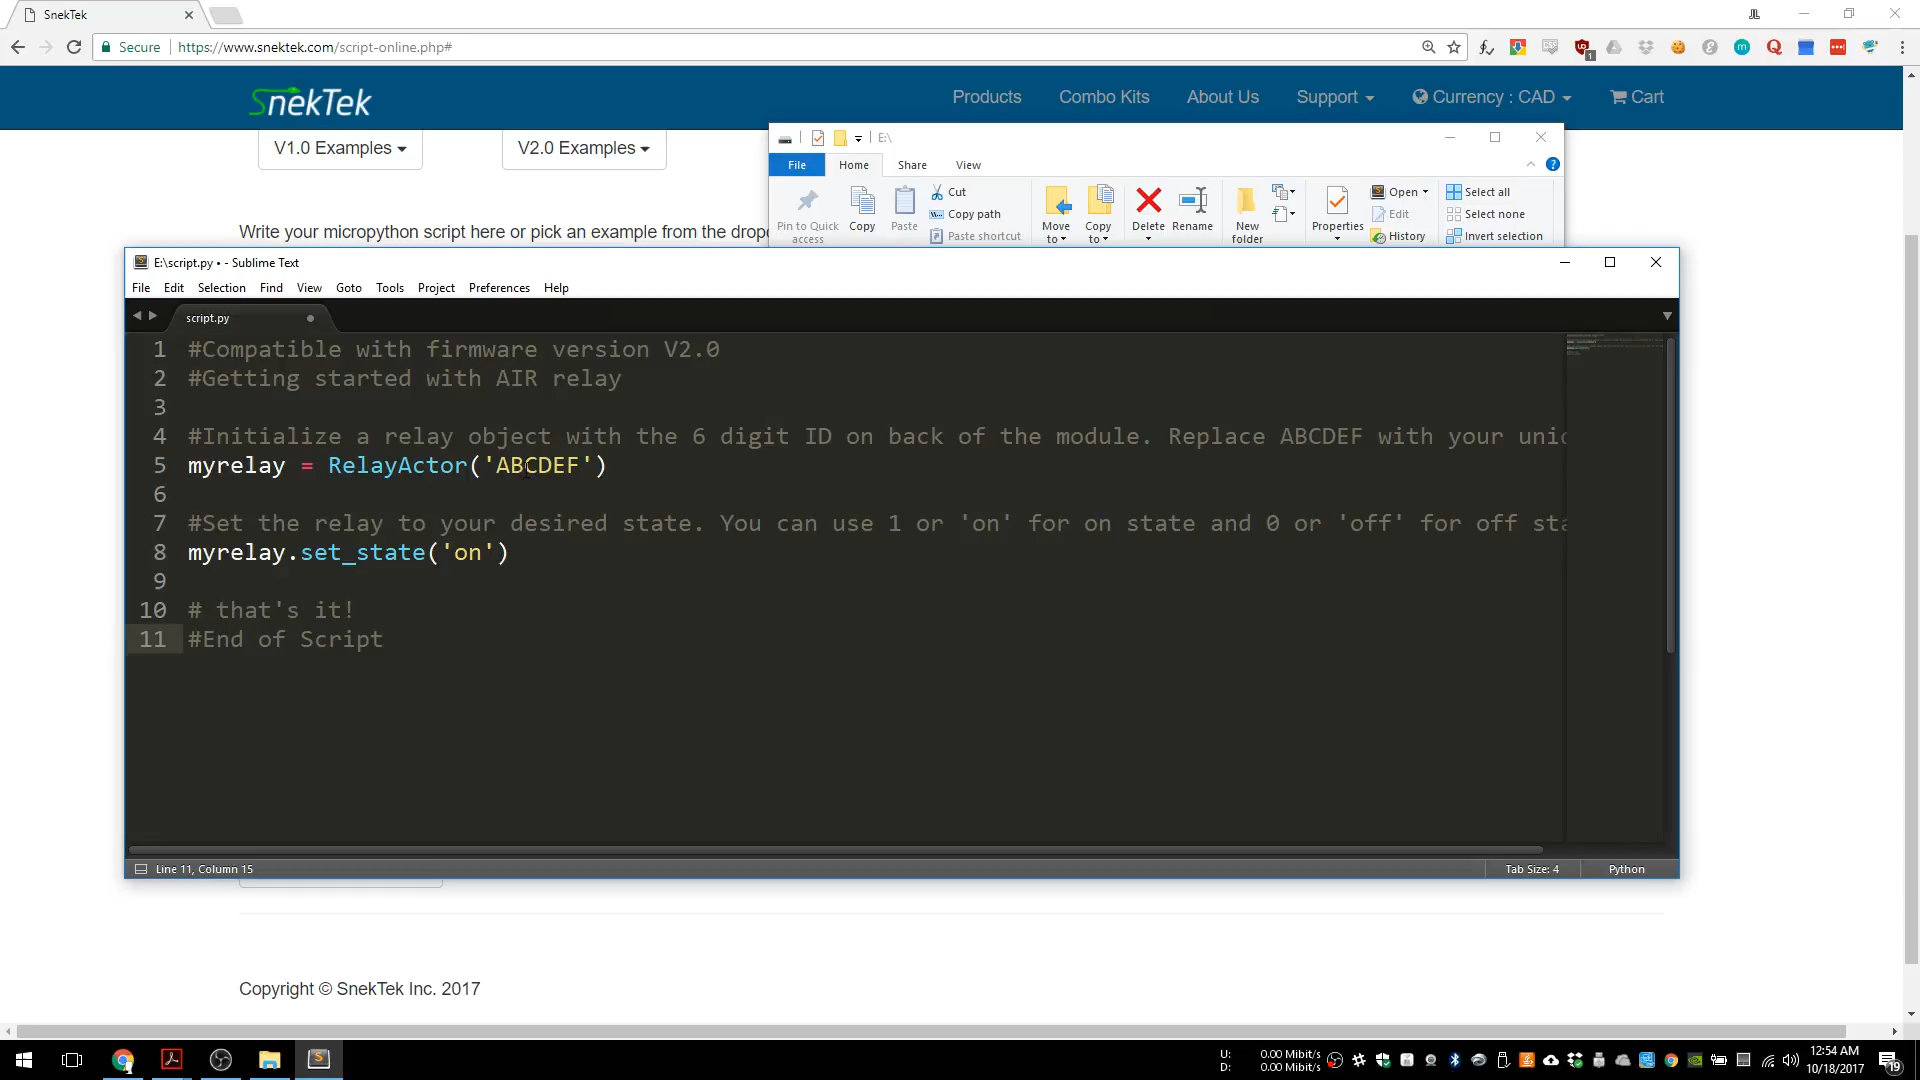 SnekTek
JL
Secure https://www.snektek.com/script-online.php#
SnekTek Products Combo Kits About Us Support Currency : CAD Cart
V1.0 Examples V2.0 Examples
E:\
File Home Share View
Pin to Quick access
Copy
Paste
Cut
Copy path
Paste shortcut
Move to
Copy to
Delete
Rename
New folder
Properties
Open
Edit
History
Select all
Select none
Invert selection
Write your micropython script here or pick an example from the
E:\script.py • - Sublime Text
File Edit Selection Find View Goto Tools Project Preferences Help
script.py
1 #Compatible with firmware version V2.0
2 #Getting started with AIR relay
3
4 #Initialize a relay object with the 6 digit ID on back of the module. Replace ABCDEF with your
5 myrelay = RelayActor('ABCDEF')
6
7 #Set the relay to your desired state. You can use 1 or 'on' for on state and 0 or 'off' for off
8 myrelay.set_state('on')
9
10 # that's it!
11 #End of Script
Line 11, Column 15 Tab Size: 4 Python
Copyright © SnekTek Inc. 2017
U: 0.00 Mibit/s
D: 0.00 Mibit/s
12:54 AM
10/18/2017
19